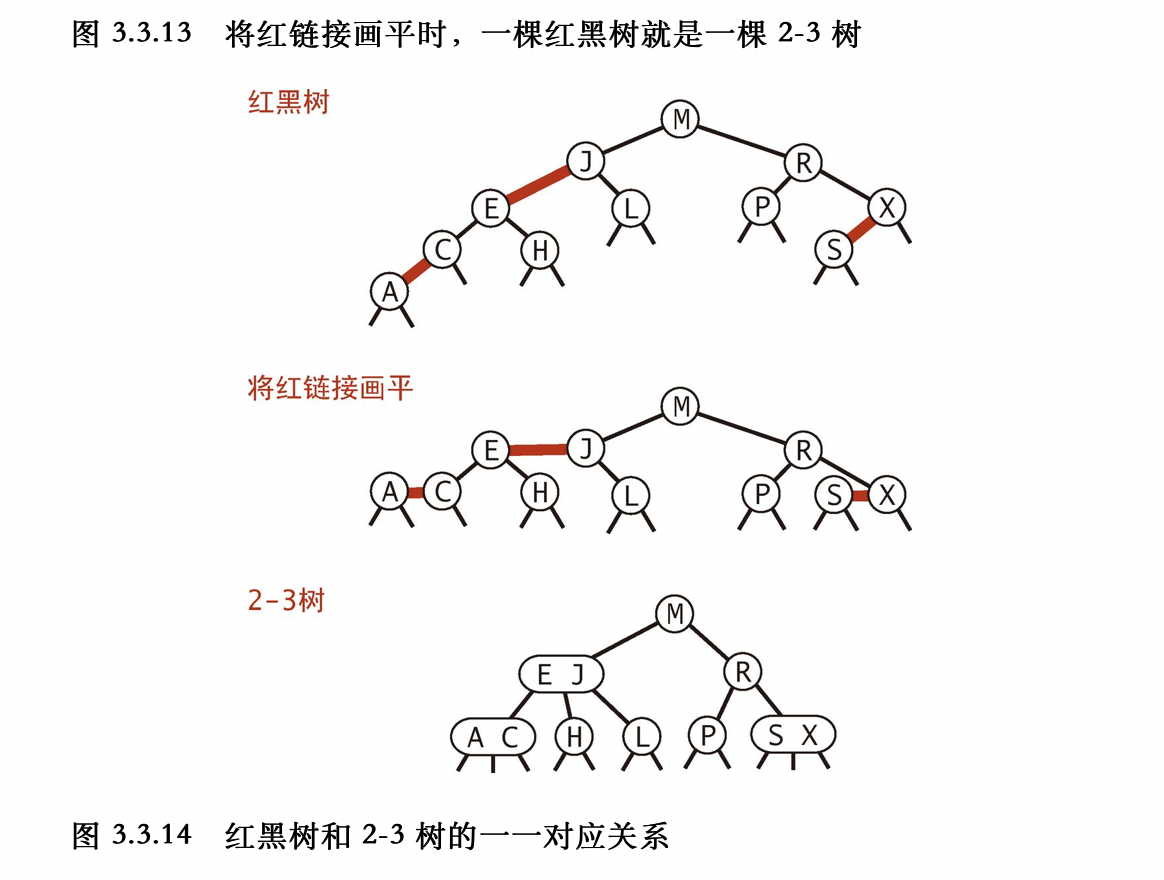 图 3.3.13 将红链接画平时，一棵红黑树就是一棵 2-3 树
红黑树
M
J R
E L P X
C H S
A
将红链接画平
M
E J R
A C H L P S X
2-3树
M
E J R
A C H L P S X
图 3.3.14 红黑树和 2-3 树的一一对应关系